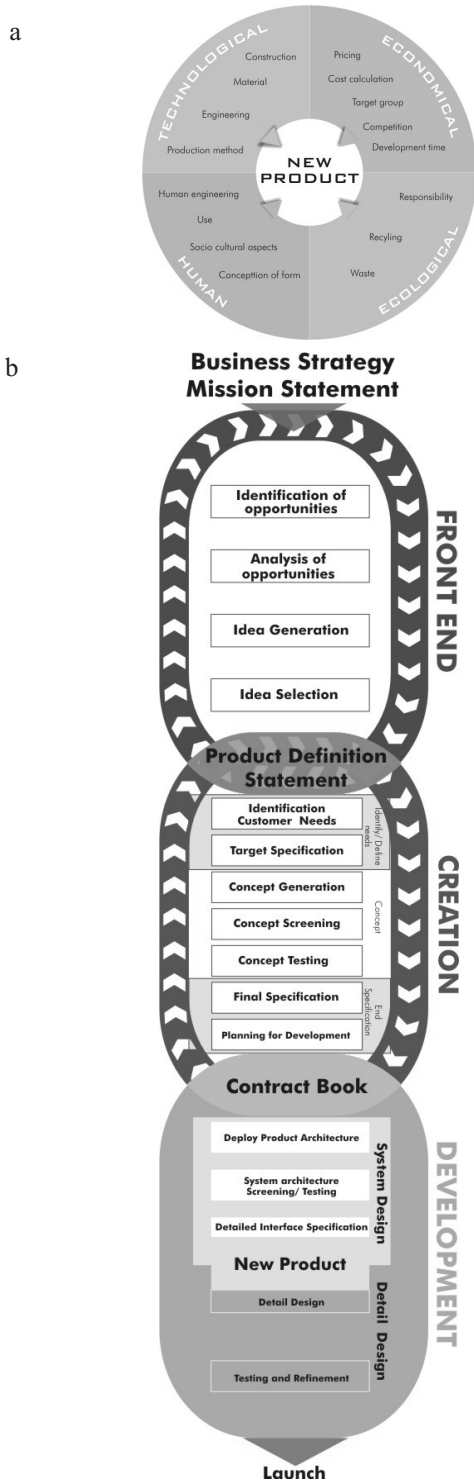 a
TECHNOLOGICAL
Construction
Material
Engineering
Production method
ECONOMICAL
Pricing
Cost calculation
Target group
Competition
Development time
NEW
PRODUCT
Human engineering
Use
Socio cultural aspects
Concepttion of form
HUMAN
Responsibility
Recyling
Waste
ECOLOGICAL
b
Business Strategy
Mission Statement
FRONT END
Identification of
opportunities
Analysis of
opportunities
Idea Generation
Idea Selection
Product Definition
Statement
CREATION
Identification
Customer Needs
Target Specification
Identify/ Define
needs
Concept Generation
Concept Screening
Concept Testing
Concept
Final Specification
Planning for Development
End
Specification
Contract Book
DEVELOPMENT
Deploy Product Architecture
System architecture
Screening/ Testing
Detailed Interface Specification
System Design
New Product
Detail Design
Testing and Refinement
Detail Design
Launch